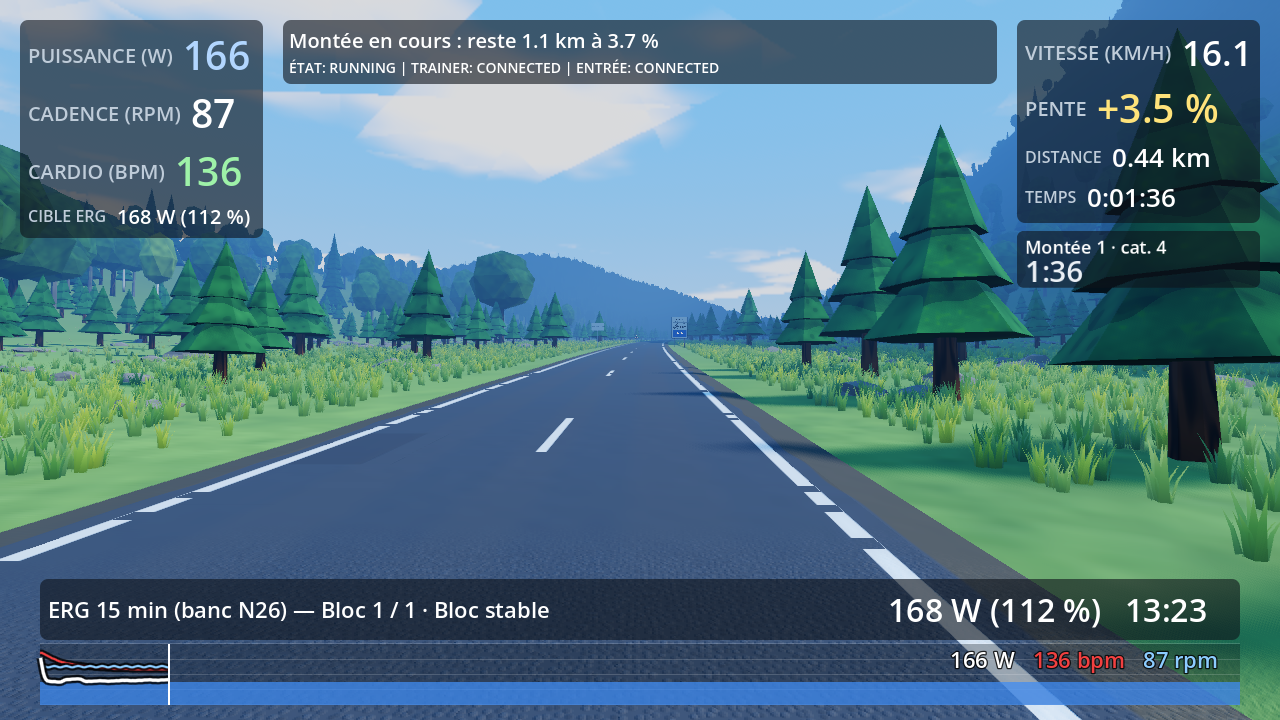 PUISSANCE (W) 166
CADENCE (RPM) 87
CARDIO (BPM) 136
CIBLE ERG 168 W (112 %)
Montée en cours : reste 1.1 km à 3.7 %
ÉTAT: RUNNING | TRAINER: CONNECTED | ENTRÉE: CONNECTED
VITESSE (KM/H) 16.1
PENTE +3.5 %
DISTANCE 0.44 km
TEMPS 0:01:36
Montée 1 · cat. 4
1:36
ERG 15 min (banc N26) — Bloc 1 / 1 · Bloc stable 168 W (112 %) 13:23
166 W 136 bpm 87 rpm